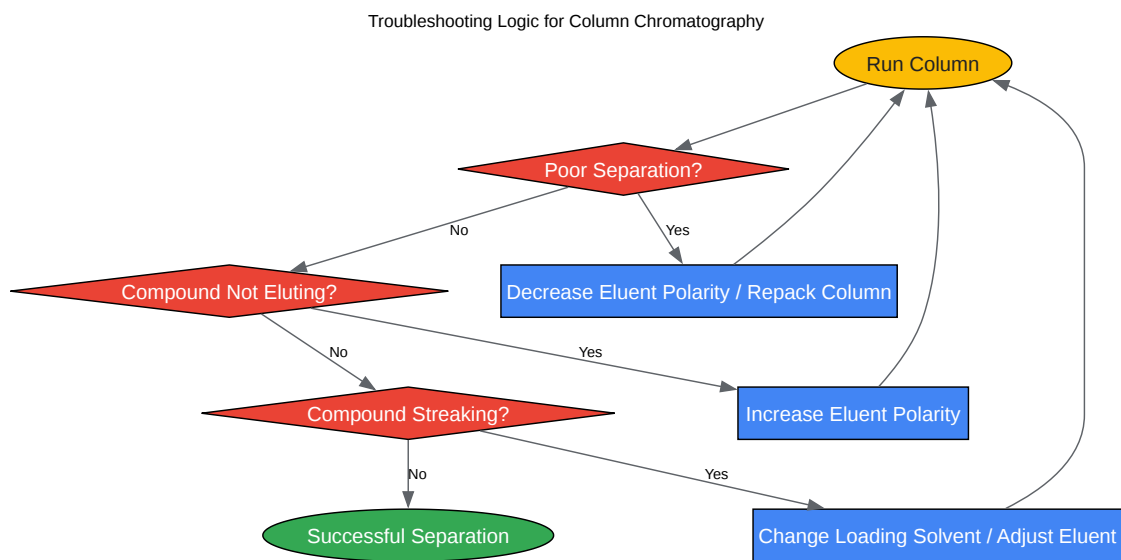 Troubleshooting Logic for Column Chromatography
Run Column
Poor Separation?
No
Yes
Compound Not Eluting?
Decrease Eluent Polarity / Repack Column
No
Yes
Compound Streaking?
Increase Eluent Polarity
No
Yes
Successful Separation
Change Loading Solvent / Adjust Eluent